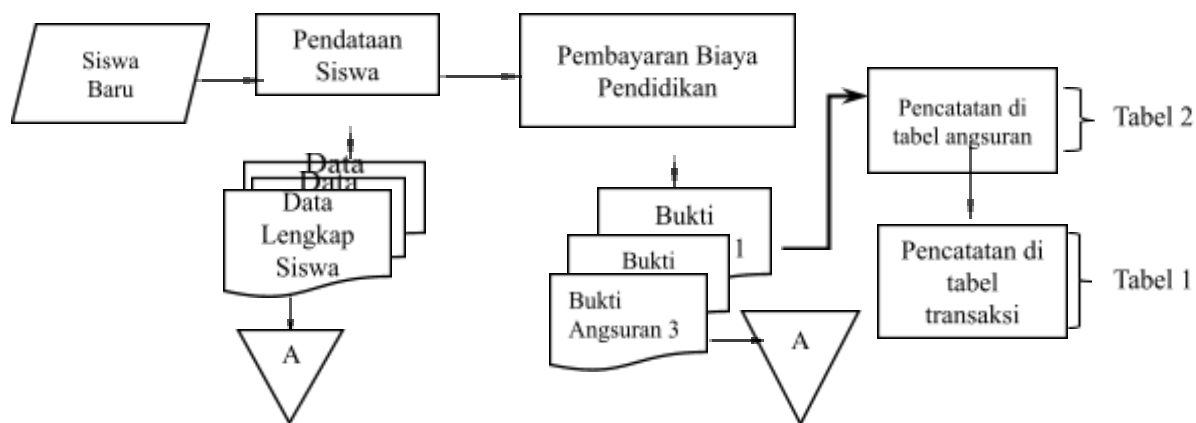 Siswa
Baru
Pendataan
Siswa
Pembayaran Biaya
Pendidikan
Pencatatan di
tabel angsuran
Tabel 2
Data
Data
Data
Lengkap
Siswa
Bukti
1
Bukti
Bukti
Angsuran 3
Pencatatan di
tabel
transaksi
Tabel 1
A
A